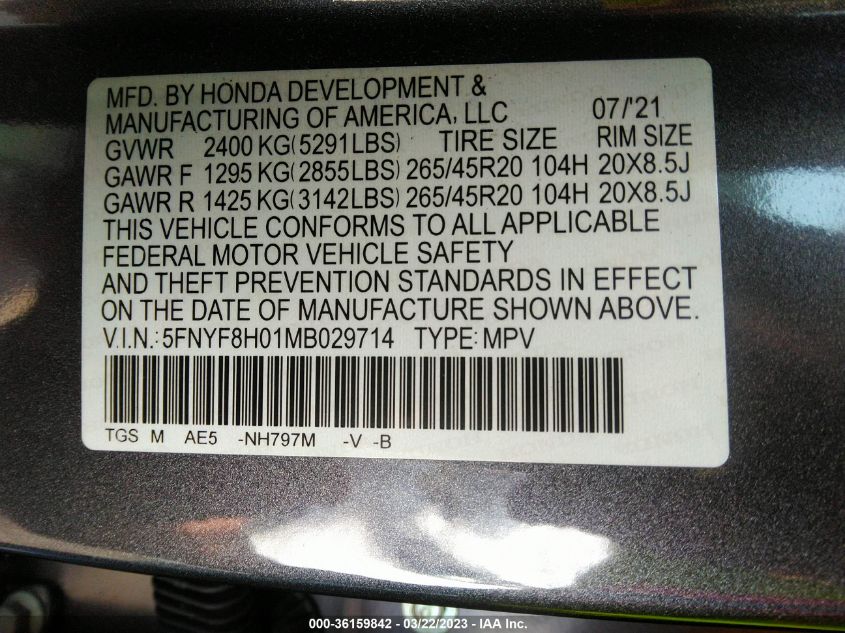 MFD. BY HONDA DEVELOPMENT &
MANUFACTURING OF AMERICA, LLC 07/'21
GVWR 2400 KG(5291LBS) TIRE SIZE RIM SIZE
GAWR F 1295 KG(2855LBS) 265/45R20 104H 20X8.5J
GAWR R 1425 KG(3142LBS) 265/45R20 104H 20X8.5J
THIS VEHICLE CONFORMS TO ALL APPLICABLE
FEDERAL MOTOR VEHICLE SAFETY
AND THEFT PREVENTION STANDARDS IN EFFECT
ON THE DATE OF MANUFACTURE SHOWN ABOVE.
V.I.N.:5FNYF8H01MB029714 TYPE:MPV
TGS M AE5 -NH797M -V -B
000-36159842 — 03/22/2023 — IAA Inc.